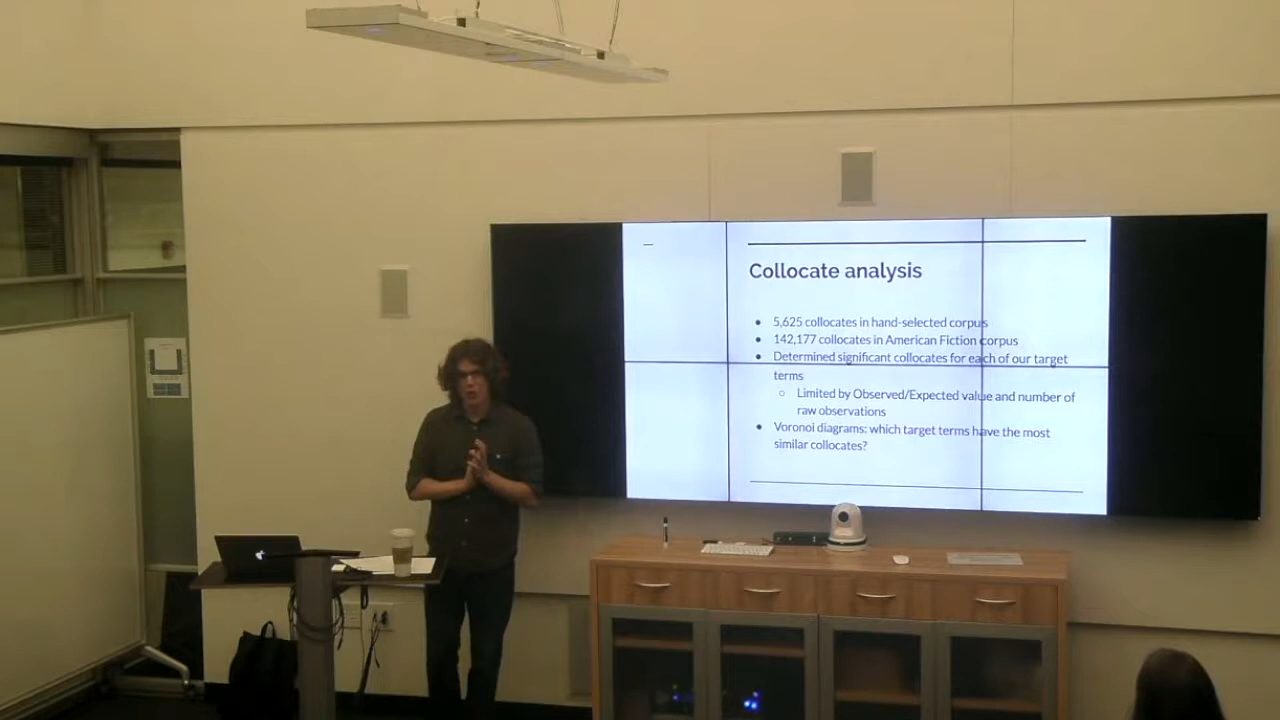 Collocate analysis
● 5,625 collocates in hand-selected corpus
● 142,177 collocates in American Fiction corpus
● Determined significant collocates for each of our target
terms
○ Limited by Observed/Expected value and number of
raw observations
● Voronoi diagrams: which target terms have the most
similar collocates?